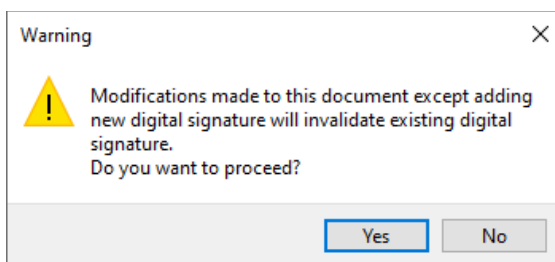 Warning
Modifications made to this document except adding
new digital signature will invalidate existing digital
signature.
Do you want to proceed?
Yes
No